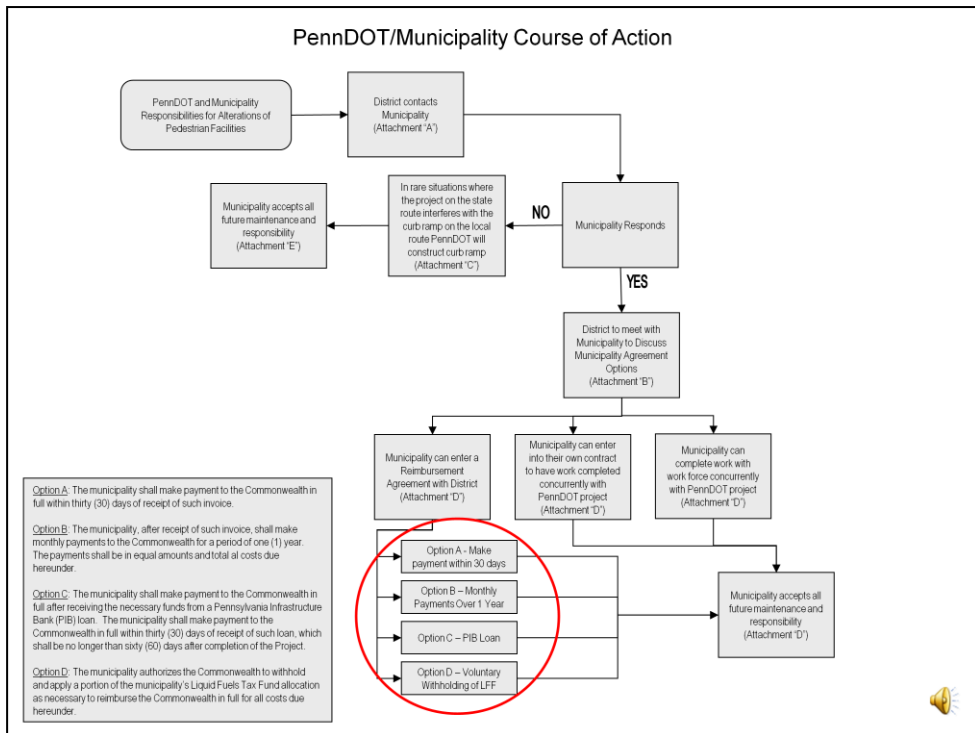 PennDOT/Municipality Course of Action
PennDOT and Municipality
Responsibilities for Alterations of
Pedestrian Facilities
District contacts
Municipality
(Attachment “A”)
Municipality Responds
NO
In rare situations where
the project on the state
route interferes with the
curb ramp on the local
route PennDOT will
construct curb ramp
(Attachment “C”)
Municipality accepts all
future maintenance and
responsibility
(Attachment “E”)
YES
District to meet with
Municipality to Discuss
Municipality Agreement
Options
(Attachment “B”)
Municipality can enter a
Reimbursement
Agreement with District
(Attachment “D”)
Municipality can enter
into their own contract
to have work completed
concurrently with
PennDOT project
(Attachment “D”)
Municipality can
complete work with
work force concurrently
with PennDOT project
(Attachment “D”)
Option A - Make
payment within 30 days
Option B – Monthly
Payments Over 1 Year
Option C – PIB Loan
Option D – Voluntary
Withholding of LFF
Municipality accepts all
future maintenance and
responsibility
(Attachment “D”)
Option A: The municipality shall make payment to the Commonwealth in
full within thirty (30) days of receipt of such invoice.
Option B: The municipality, after receipt of such invoice, shall make
monthly payments to the Commonwealth for a period of one (1) year.
The payments shall be in equal amounts and total al costs due
hereunder.
Option C: The municipality shall make payment to the Commonwealth in
full after receiving the necessary funds from a Pennsylvania Infrastructure
Bank (PIB) loan. The municipality shall make payment to the
Commonwealth in full within thirty (30) days of receipt of such loan, which
shall be no longer than sixty (60) days after completion of the Project.
Option D: The municipality authorizes the Commonwealth to withhold
and apply a portion of the municipality’s Liquid Fuels Tax Fund allocation
as necessary to reimburse the Commonwealth in full for all costs due
hereunder.